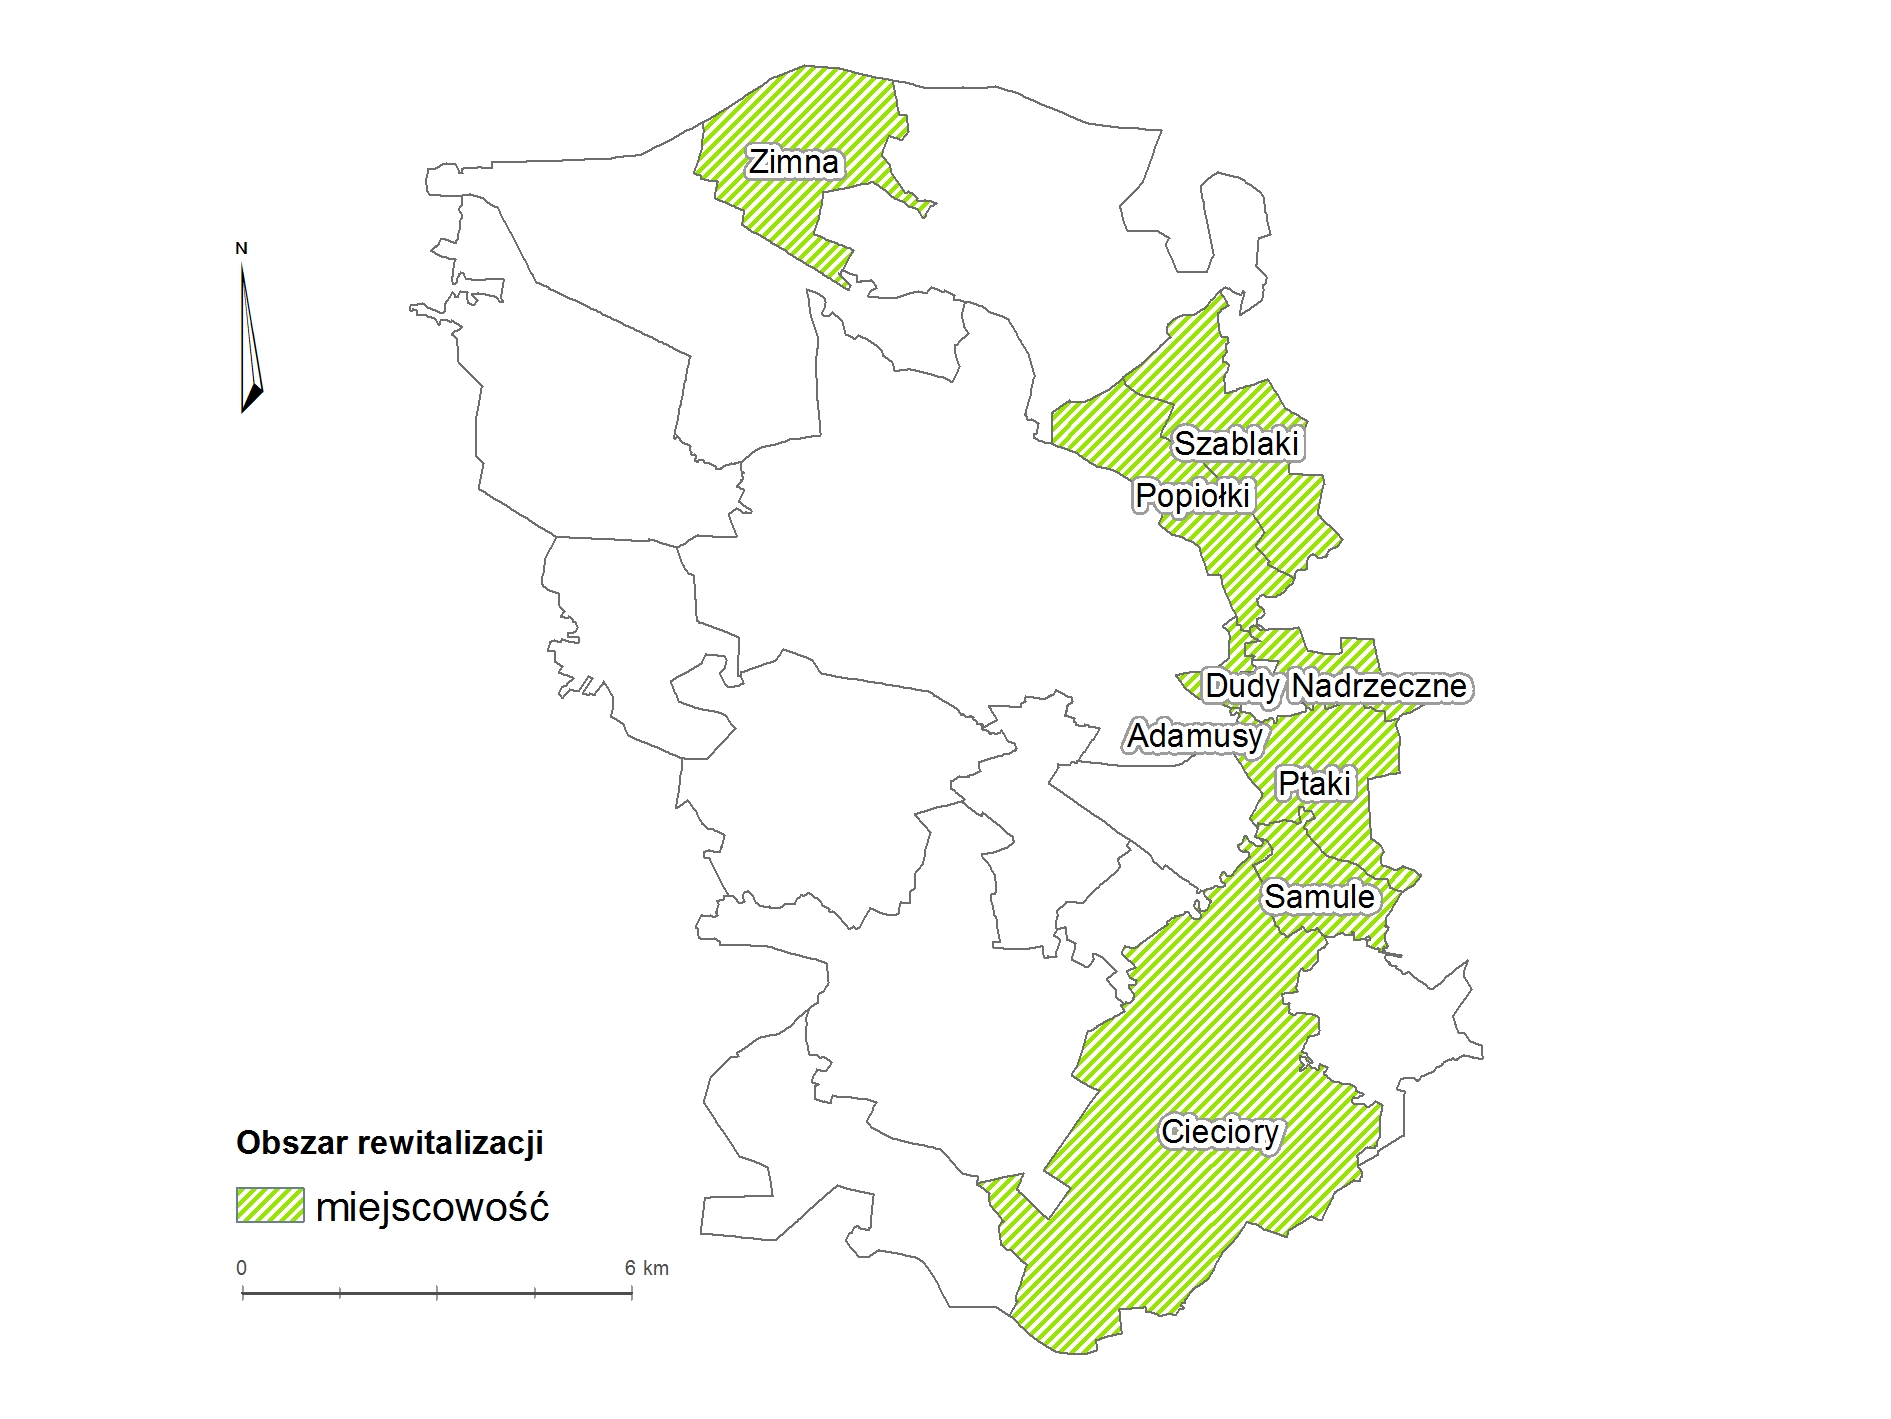 Zimna
N
Szablaki
Popiołki
Dudy Nadrzeczne
Adamusy
Ptaki
Samule
Cieciory
Obszar rewitalizacji
miejscowość
0 6 km